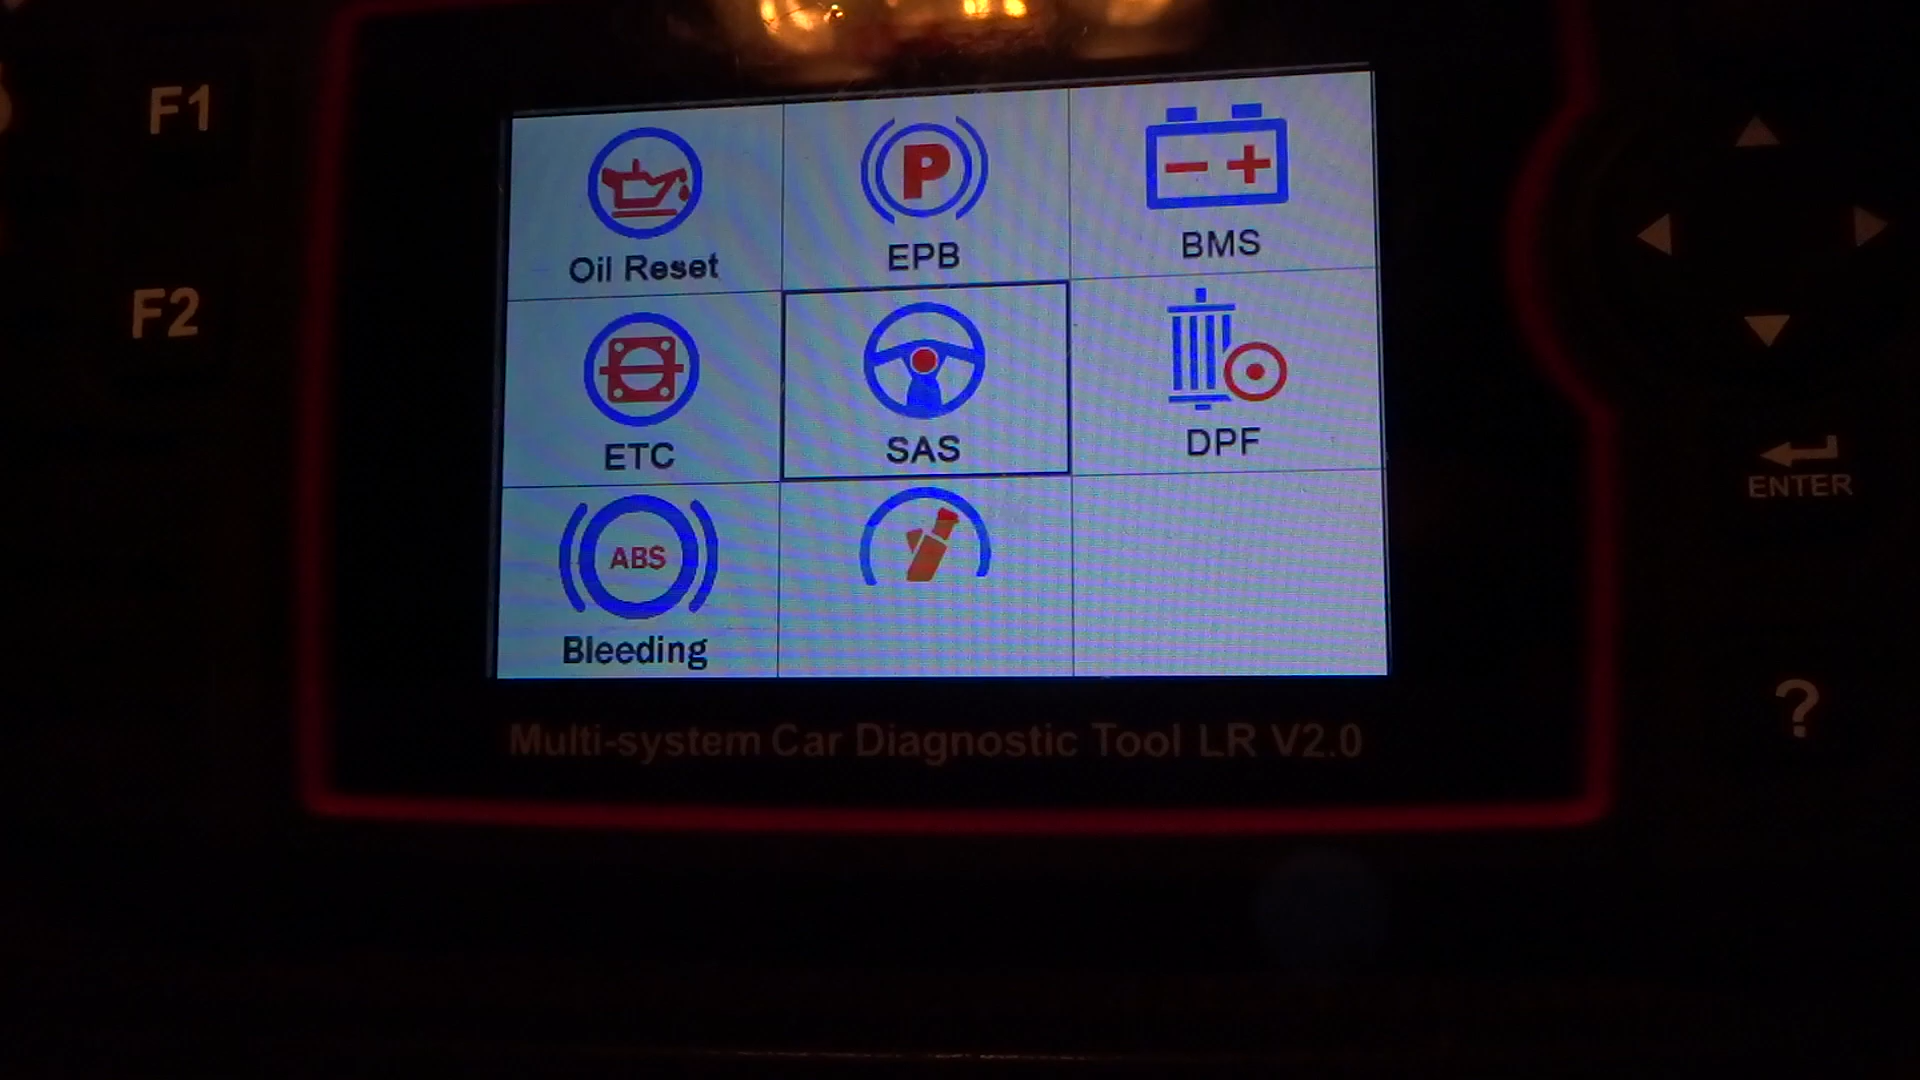 F1
F2
Oil Reset
P
EPB
- +
BMS
ETC
SAS
DPF
ABS
Bleeding
Multi-system Car Diagnostic Tool LR V2.0
ENTER
?